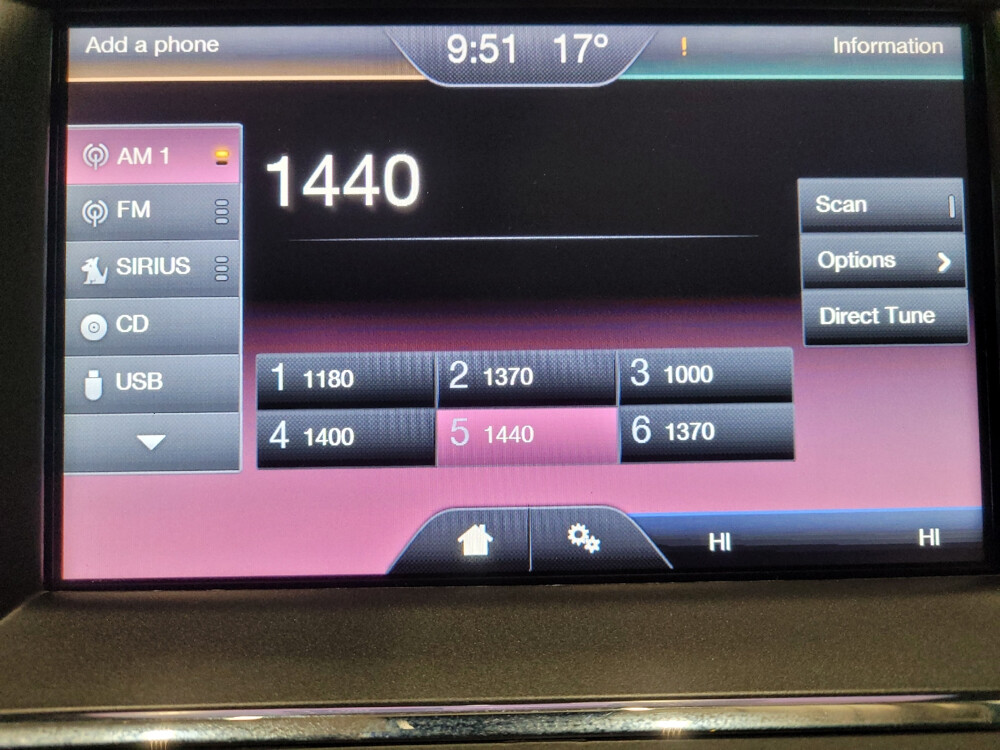 Add a phone 9:51 17° ! Information
AM 1
FM
SIRIUS
CD
USB
1440
Scan
Options
Direct Tune
1 1180 2 1370 3 1000
4 1400 5 1440 6 1370
HI HI